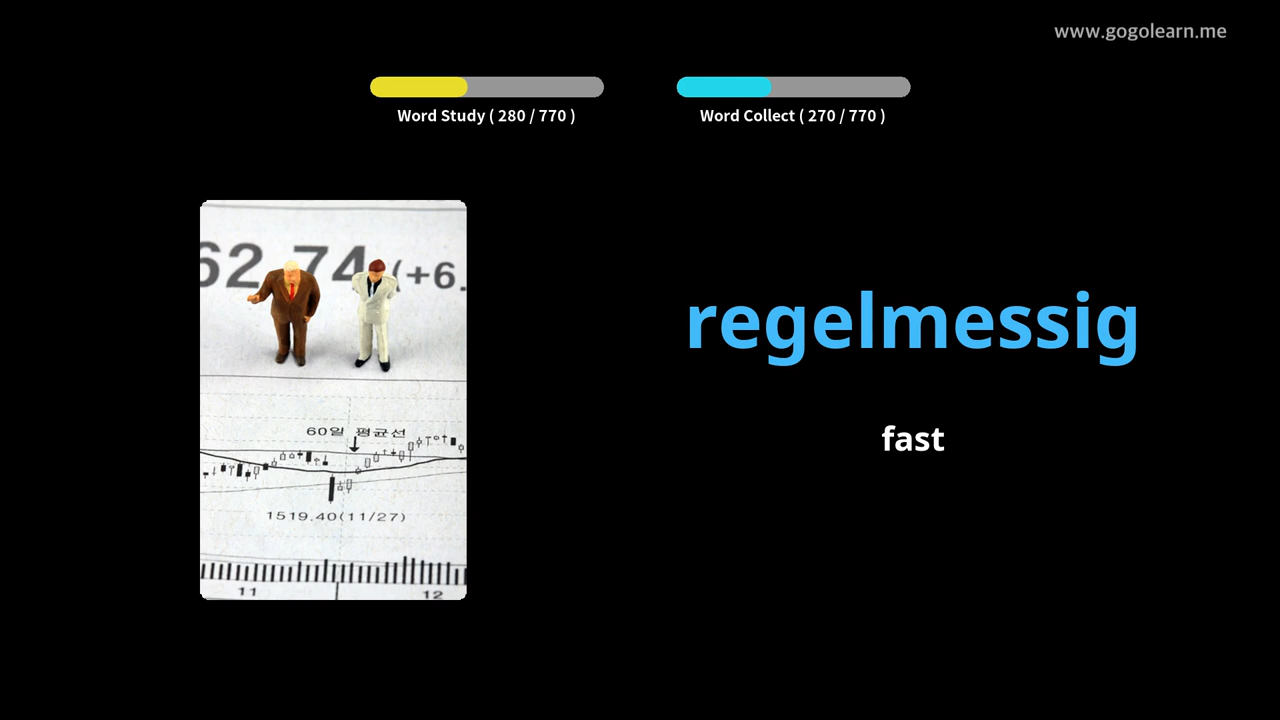 www.gogolearn.me
Word Study ( 280 / 770 )
Word Collect ( 270 / 770 )
62 74 (+6.
regelmessig
fast
60일 평균선
1519.40(11/27)
11
12